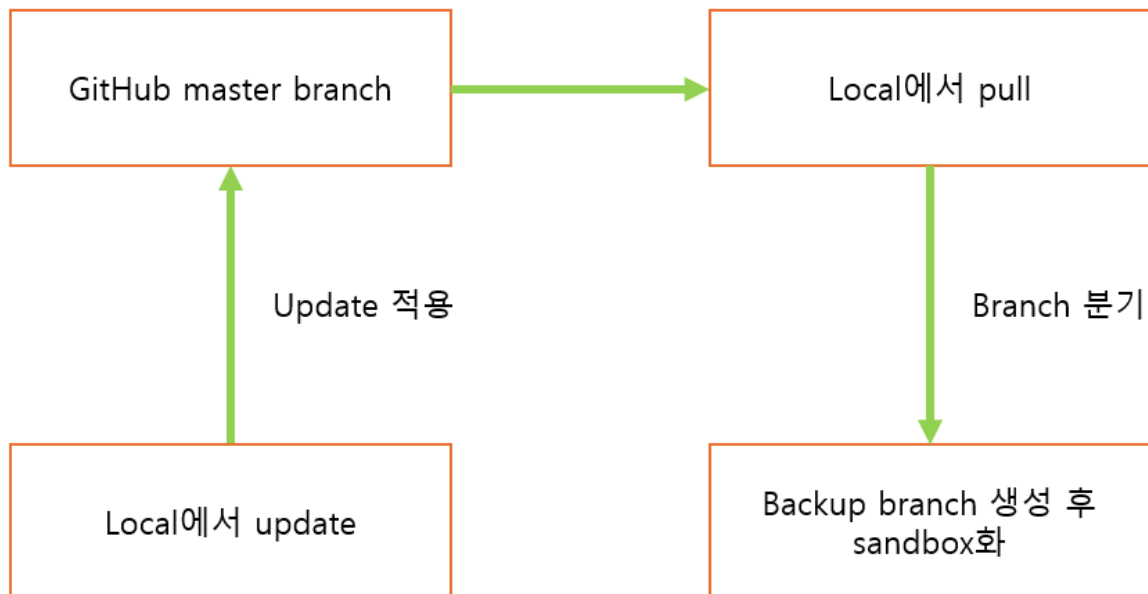 GitHub master branch
Local에서 pull
Update 적용
Branch 분기
Local에서 update
Backup branch 생성 후
sandbox화